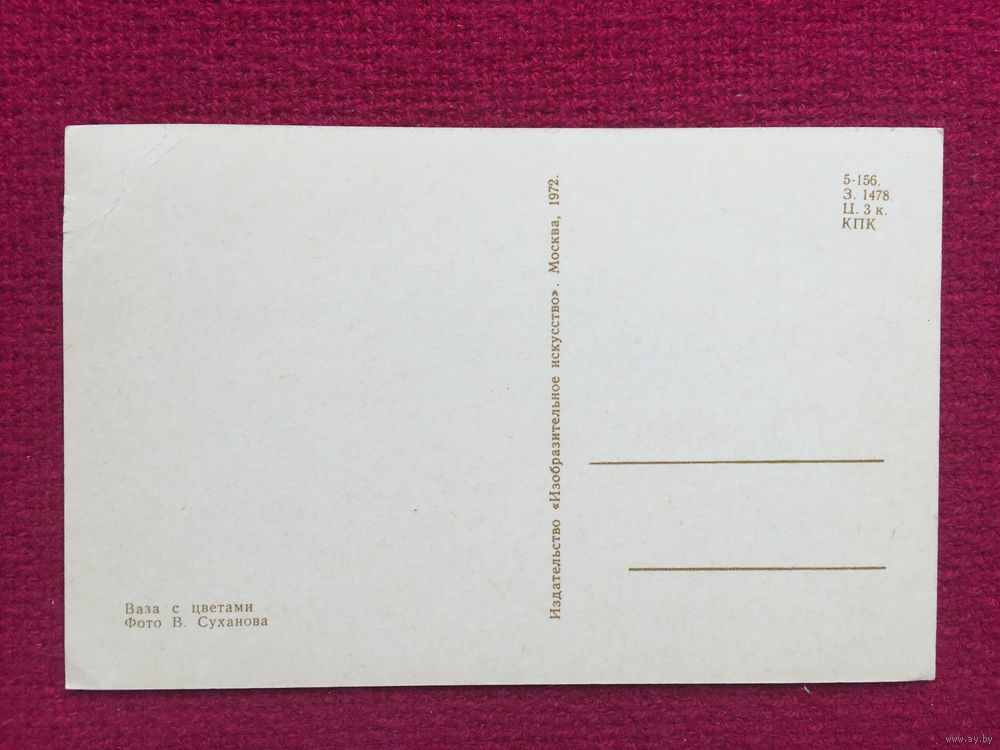 Ваза с цветами
Фото В. Суханова
Издательство «Изобразительное искусство». Москва, 1972.
5-156.
З. 1478.
Ц. 3 к.
КПК
www.ay.by